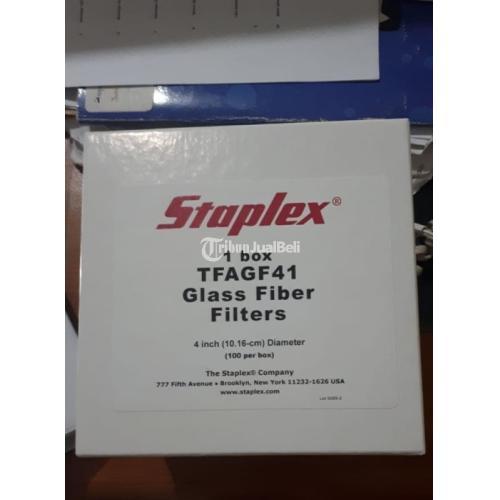 Staplex®
TribunJualBeli
1 box
TFAGF41
Glass Fiber
Filters
4 inch (10.16-cm) Diameter
(100 per box)
The Staplex® Company
777 Fifth Avenue • Brooklyn, New York 11232-1626 USA
www.staplex.com